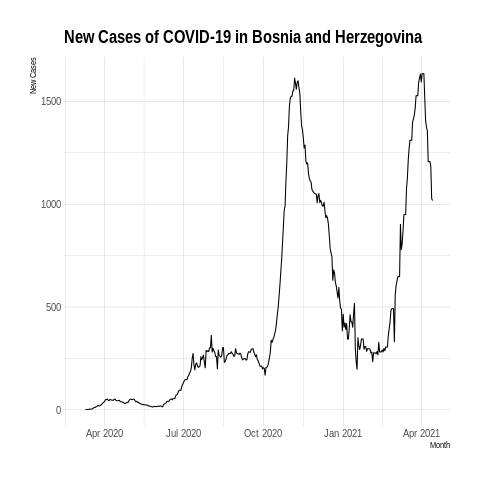 New Cases of COVID-19 in Bosnia and Herzegovina
New Cases
1500
1000
500
0
Apr 2020 Jul 2020 Oct 2020 Jan 2021 Apr 2021
Month